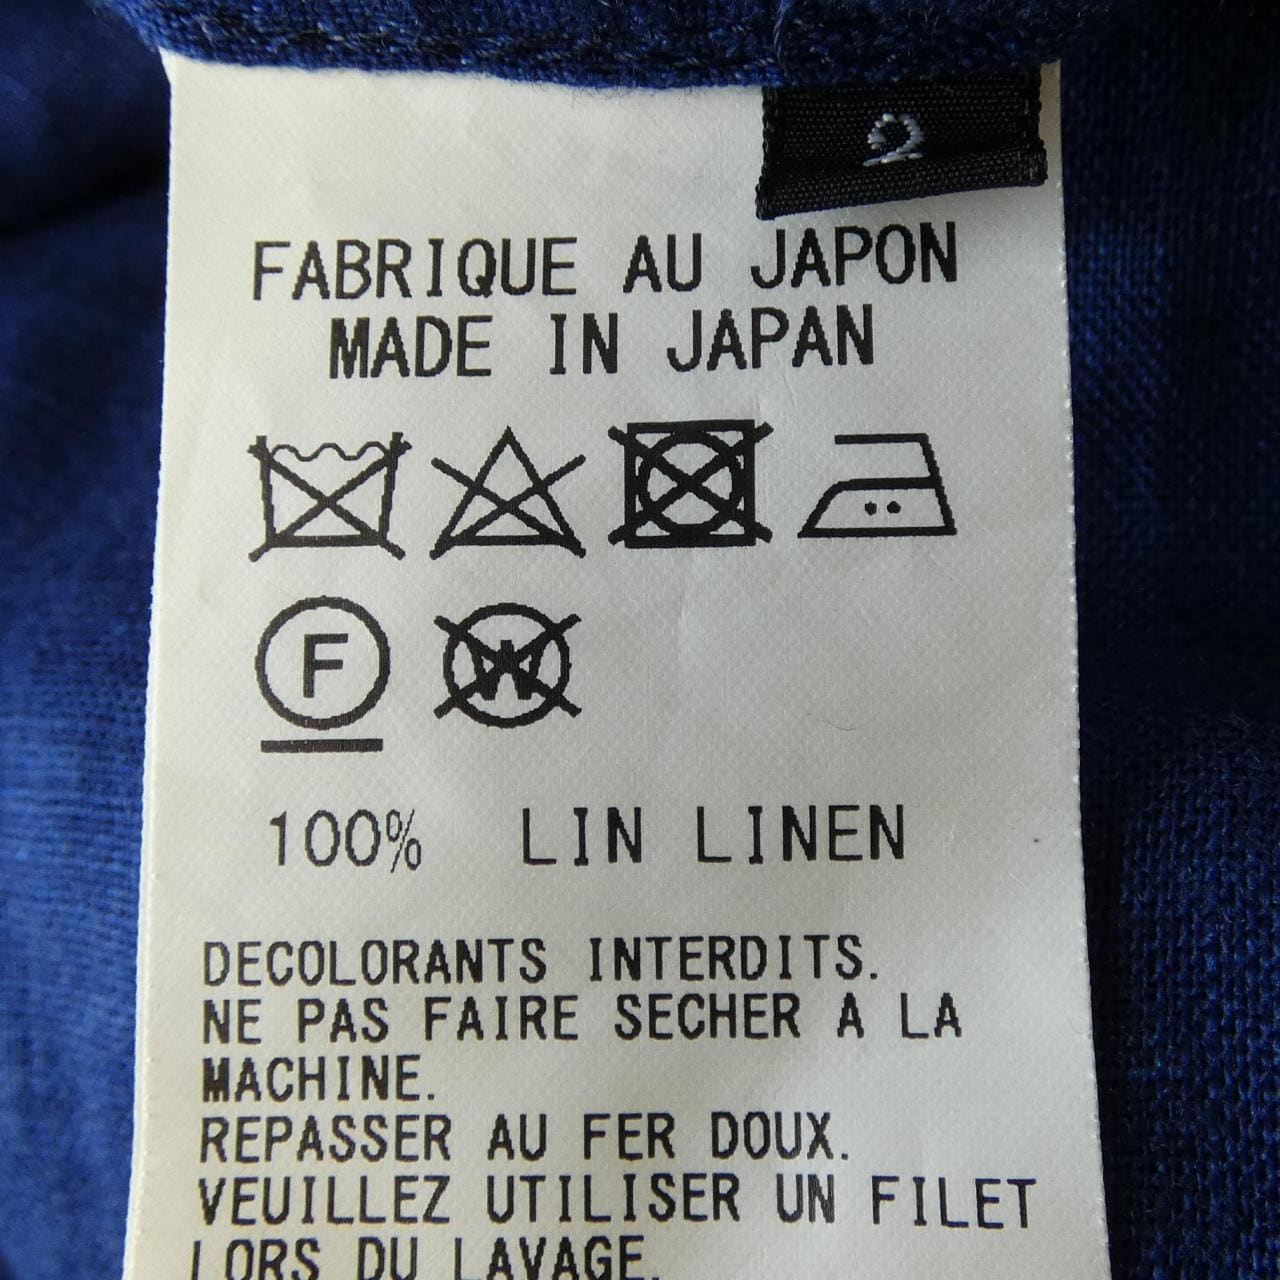 2
FABRIQUE AU JAPON
MADE IN JAPAN
F
W
100% LIN LINEN
DECOLORANTS INTERDITS.
NE PAS FAIRE SECHER A LA
MACHINE.
REPASSER AU FER DOUX.
VEUILLEZ UTILISER UN FILET
LORS DU LAVAGE.